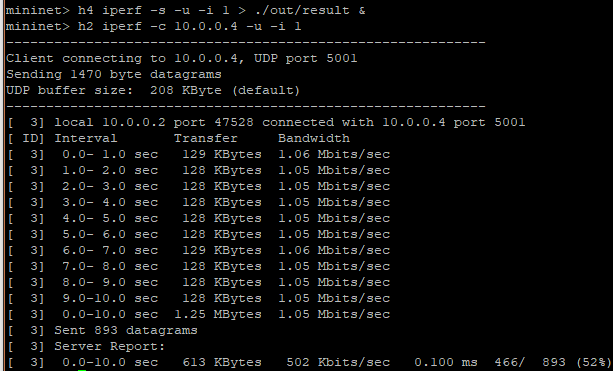 mininet> h4 iperf -s -u -i 1 > ./out/result &
mininet> h2 iperf -c 10.0.0.4 -u -i 1
------------------------------------------------------------
Client connecting to 10.0.0.4, UDP port 5001
Sending 1470 byte datagrams
UDP buffer size:  208 KByte (default)
------------------------------------------------------------
[  3] local 10.0.0.2 port 47528 connected with 10.0.0.4 port 5001
[ ID] Interval       Transfer     Bandwidth
[  3]  0.0- 1.0 sec   129 KBytes  1.06 Mbits/sec
[  3]  1.0- 2.0 sec   128 KBytes  1.05 Mbits/sec
[  3]  2.0- 3.0 sec   128 KBytes  1.05 Mbits/sec
[  3]  3.0- 4.0 sec   128 KBytes  1.05 Mbits/sec
[  3]  4.0- 5.0 sec   128 KBytes  1.05 Mbits/sec
[  3]  5.0- 6.0 sec   128 KBytes  1.05 Mbits/sec
[  3]  6.0- 7.0 sec   129 KBytes  1.06 Mbits/sec
[  3]  7.0- 8.0 sec   128 KBytes  1.05 Mbits/sec
[  3]  8.0- 9.0 sec   128 KBytes  1.05 Mbits/sec
[  3]  9.0-10.0 sec   128 KBytes  1.05 Mbits/sec
[  3]  0.0-10.0 sec  1.25 MBytes  1.05 Mbits/sec
[  3] Sent 893 datagrams
[  3] Server Report:
[  3]  0.0-10.0 sec   613 KBytes   502 Kbits/sec   0.100 ms  466/  893 (52%)